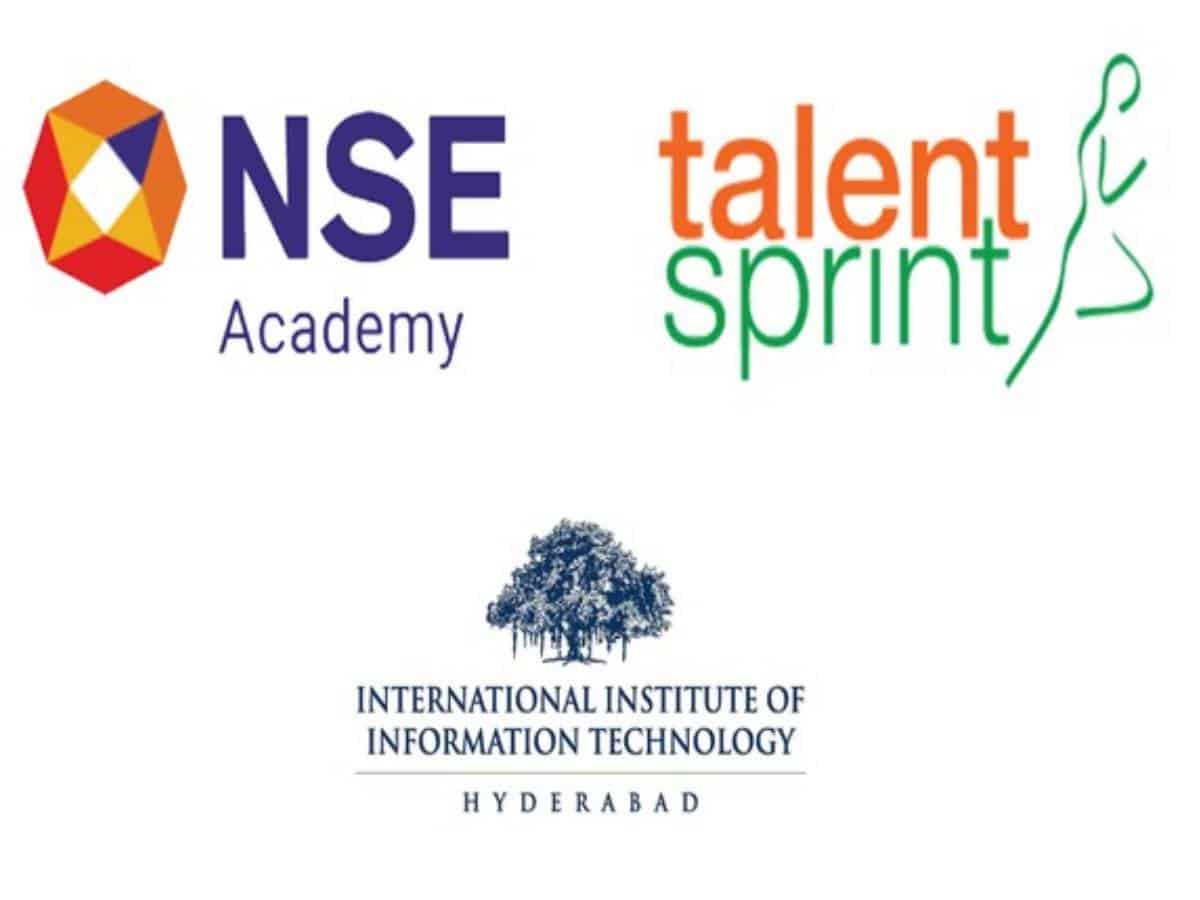 NSE
Academy
talent
sprint
INTERNATIONAL INSTITUTE OF
INFORMATION TECHNOLOGY
HYDERABAD